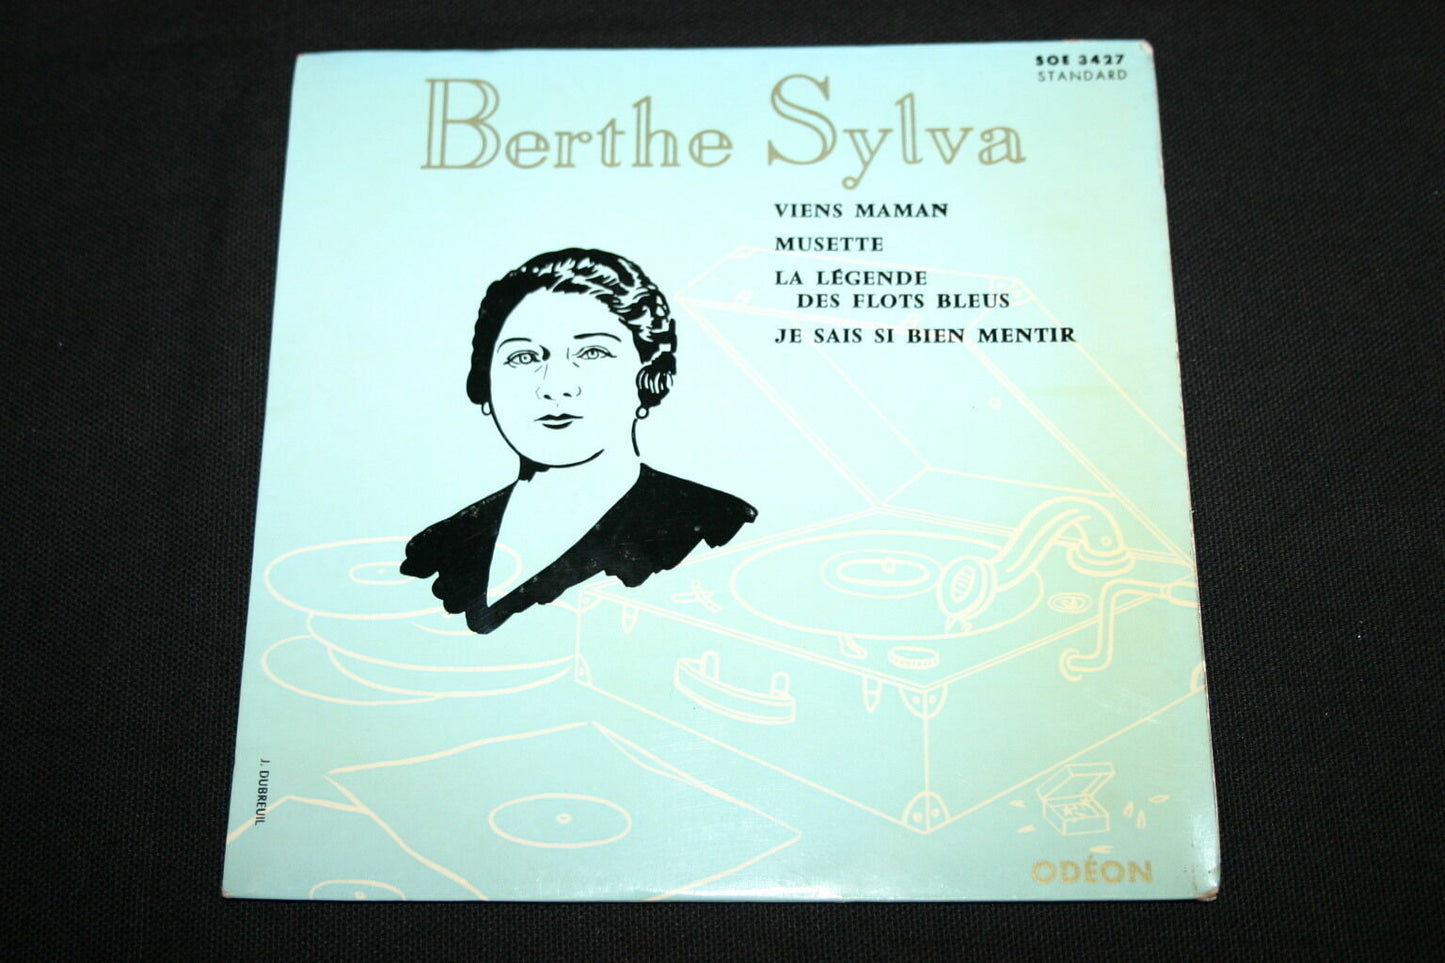 SOE 3427
STANDARD
Berthe Sylva
VIENS MAMAN
MUSETTE
LA LÉGENDE
DES FLOTS BLEUS
JE SAIS SI BIEN MENTIR
J. DUBREUIL
ODÉON